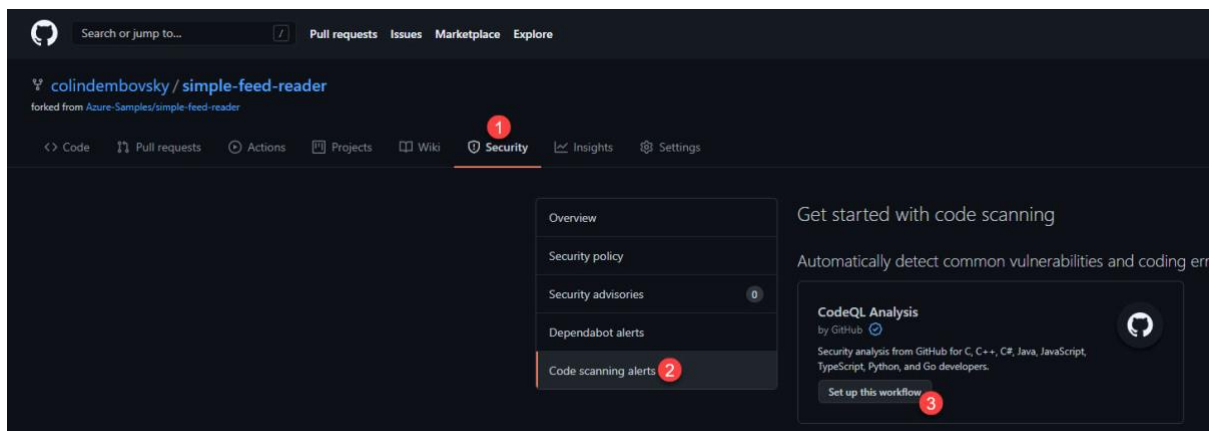 Search or jump to... /
Pull requests Issues Marketplace Explore
colindembovsky / simple-feed-reader
forked from Azure-Samples/simple-feed-reader
1
<> Code Pull requests Actions Projects Wiki Security Insights Settings
Overview
Security policy
Security advisories 0
Dependabot alerts
Code scanning alerts 2
Get started with code scanning
Automatically detect common vulnerabilities and coding err
CodeQL Analysis
by GitHub
Security analysis from GitHub for C, C++, C#, Java, JavaScript,
TypeScript, Python, and Go developers.
Set up this workflow
3